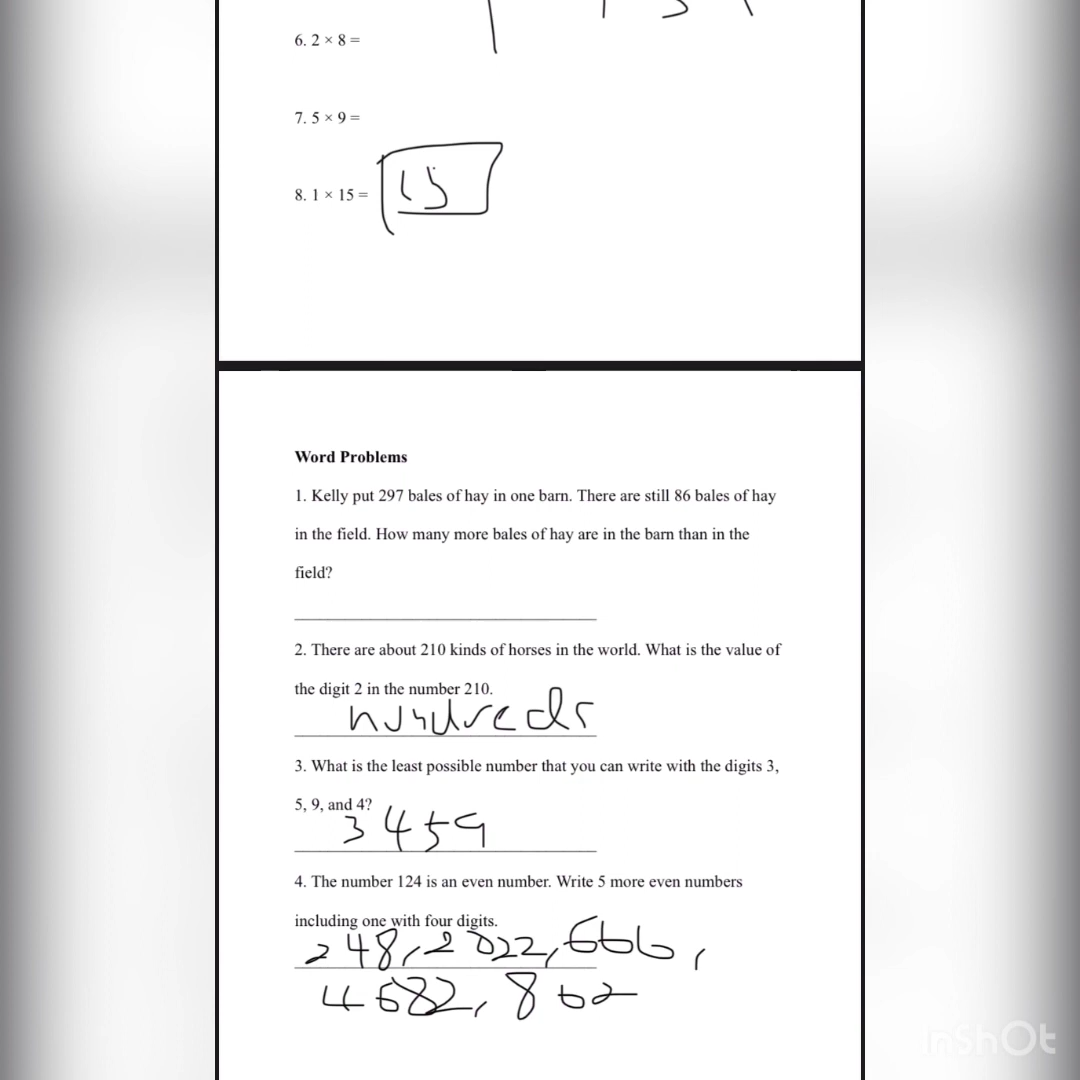 6. 2 × 8 =
7. 5 × 9 =
8. 1 × 15 = 15
Word Problems
1. Kelly put 297 bales of hay in one barn. There are still 86 bales of hay
in the field. How many more bales of hay are in the barn than in the
field?
2. There are about 210 kinds of horses in the world. What is the value of
the digit 2 in the number 210.
hundreds
3. What is the least possible number that you can write with the digits 3,
5, 9, and 4?
3459
4. The number 124 is an even number. Write 5 more even numbers
including one with four digits.
248, 2022, 666,
4682, 862
InShOt